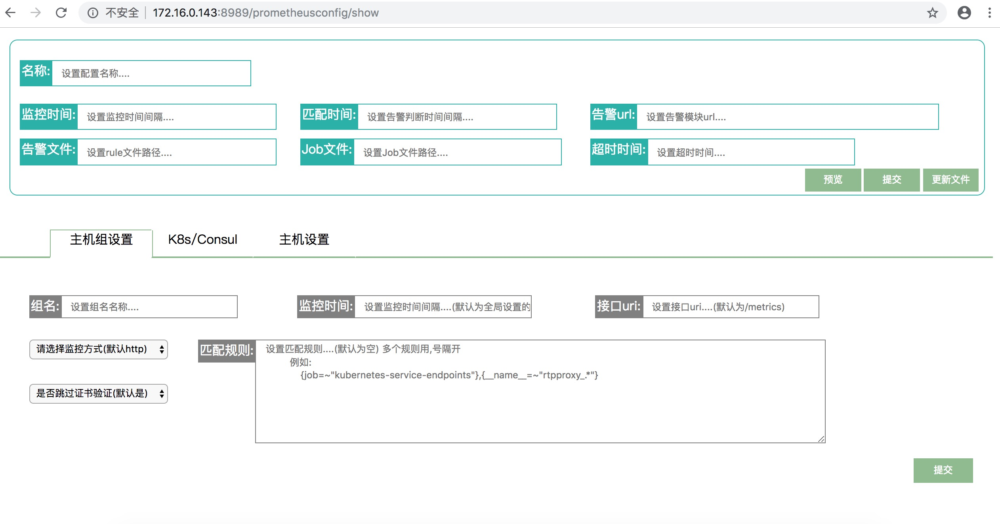 不安全 172.16.0.143:8989/prometheusconfig/show
名称: 设置配置名称....
监控时间: 设置监控时间间隔.... 匹配时间: 设置告警判断时间间隔.... 告警url: 设置告警模块url....
告警文件: 设置rule文件路径.... Job文件: 设置Job文件路径.... 超时时间: 设置超时时间....
预览 提交 更新文件
主机组设置 K8s/Consul 主机设置
组名: 设置组名名称.... 监控时间: 设置监控时间间隔....(默认为全局设置的 接口uri: 设置接口uri....(默认为/metrics)
请选择监控方式(默认http) 匹配规则: 设置匹配规则....(默认为空) 多个规则用,号隔开
例如:
{job=~"kubernetes-service-endpoints"},{__name__=~"rtpproxy_.*"}
是否跳过证书验证(默认是)
提交